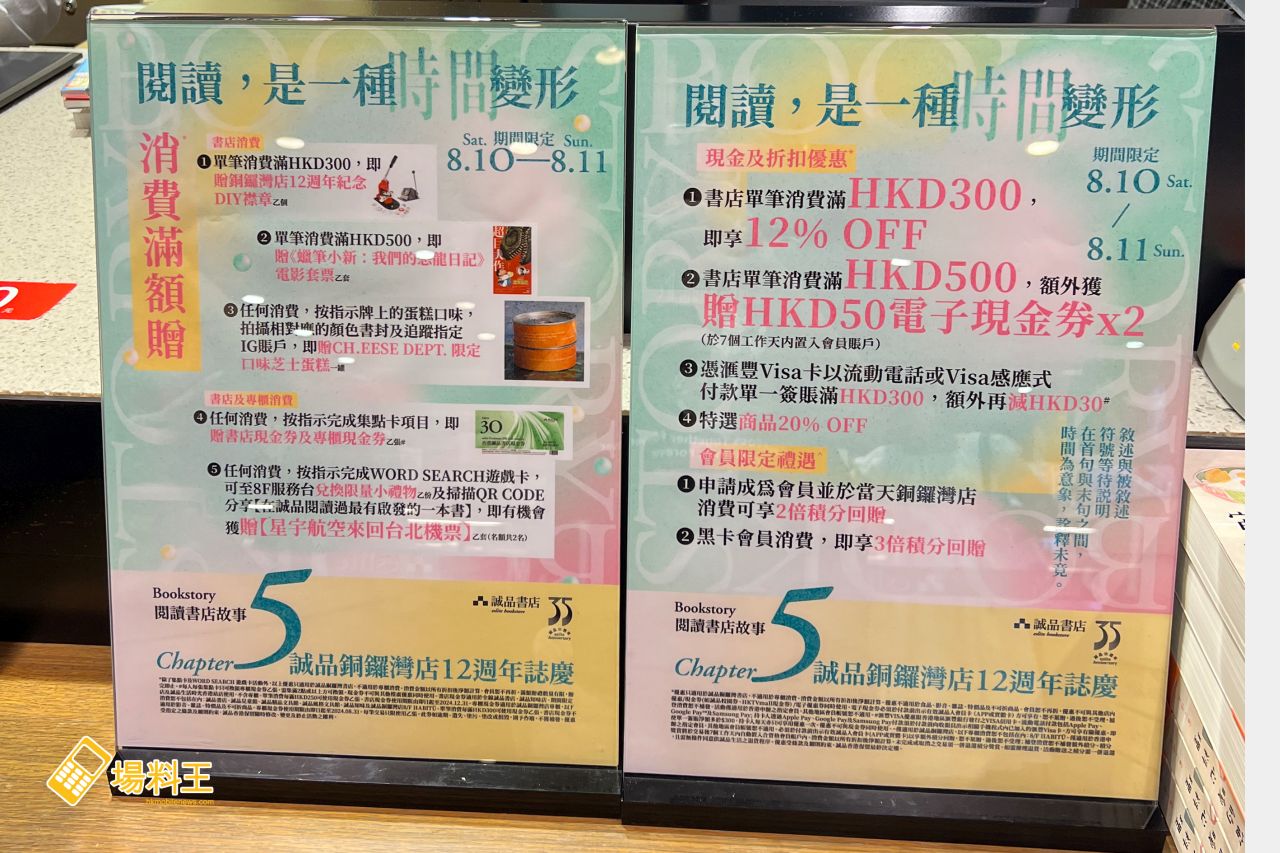 閱讀，是一種時間變形
消費滿額贈*
書店消費
Sat. 期間限定 Sun.
8.10—8.11
❶單筆消費滿HKD300，即
贈銅鑼灣店12週年紀念
DIY襟章乙個
❷單筆消費滿HKD500，即
贈《蠟筆小新：我們的恐龍日記》
電影套票乙套
❸任何消費，按指示牌上的蛋糕口味，
拍攝相對應的顏色書封及追蹤指定
IG賬戶，即贈CH.EESE DEPT. 限定
口味芝士蛋糕一罐
書店及專櫃消費
❹任何消費，按指示完成集點卡項目，即
贈書店現金券及專櫃現金券乙張#
30
❺任何消費，按指示完成WORD SEARCH遊戲卡，
可至8F服務台兌換限量小禮物乙份及掃描QR CODE
分享【在誠品閱讀過最有啟發的一本書】，即有機會
獲贈【星宇航空來回台北機票】乙套(名額共2名)
Bookstory
閱讀書店故事
5
誠品書店
eslite bookstore
35
Chapter
誠品銅鑼灣店12週年誌慶
閱讀，是一種時間變形
現金及折扣優惠*
期間限定
8.10 Sat.
/
8.11 Sun.
❶書店單筆消費滿HKD300，
即享12% OFF
❷書店單筆消費滿HKD500，額外獲
贈HKD50電子現金券x2
(於7個工作天內置入會員賬戶)
❸憑滙豐Visa卡以流動電話或Visa感應式
付款單一簽賬滿HKD300，額外再減HKD30#
❹特選商品20% OFF
會員限定禮遇^
❶申請成為會員並於當天銅鑼灣店
消費可享2倍積分回贈
❷黑卡會員消費，即享3倍積分回贈
敘述與被敘述
符號等待說明
在首句與末句之間，
時間為意象，詮釋未竟。
Bookstory
閱讀書店故事
5
誠品書店
eslite bookstore
35
Chapter
誠品銅鑼灣店12週年誌慶
場料王
hkmobilenews.com